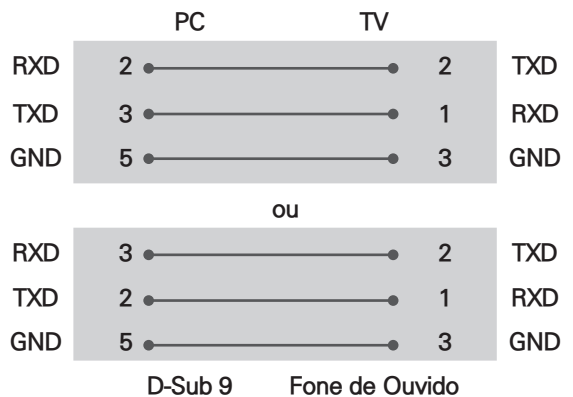 PC TV
RXD 2 2 TXD
TXD 3 1 RXD
GND 5 3 GND
ou
RXD 3 2 TXD
TXD 2 1 RXD
GND 5 3 GND
D-Sub 9 Fone de Ouvido